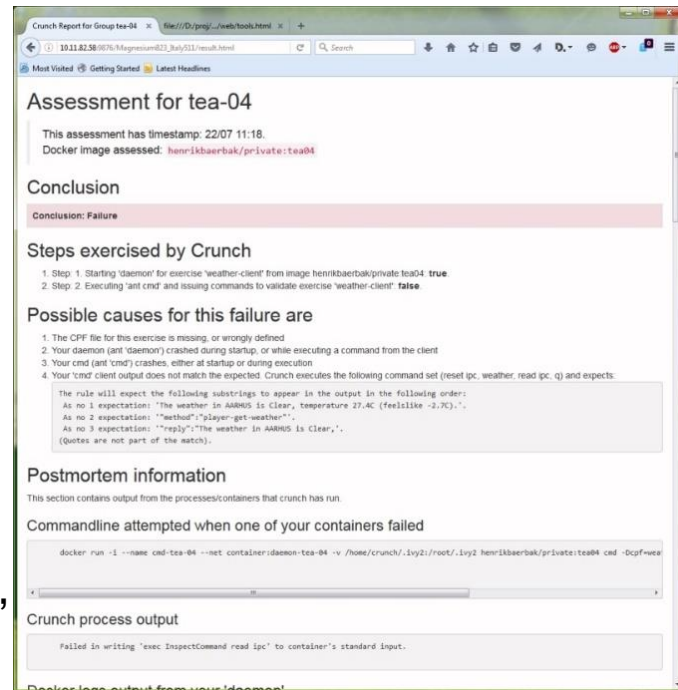 Crunch Report for Group tea-04 × file:///D:/proj/.../web/tools.html × +
Search
Most Visited Getting Started Latest Headlines
Assessment for tea-04
This assessment has timestamp: 22/07 11:18.
Docker image assessed: henrikbaerbak/private:tea04
Conclusion
Conclusion: Failure
Steps exercised by Crunch
1. Step: 1. Starting 'daemon' for exercise 'weather-client' from image henrikbaerbak/private:tea04: true.
2. Step: 2. Executing 'ant cmd' and issuing commands to validate exercise 'weather-client': false.
Possible causes for this failure are
1. The CPF file for this exercise is missing, or wrongly defined
2. Your daemon (ant 'daemon') crashed during startup, or while executing a command from the client
3. Your cmd (ant 'cmd') crashes, either at startup or during execution
4. Your 'cmd' client output does not match the expected. Crunch executes the following command set (reset ipc, weather, read ipc, q) and expects:
The rule will expect the following substrings to appear in the output in the following order:
As no 1 expectation: 'The weather in AARHUS is Clear, temperature 27.4C (feelslike -2.7C).'.
As no 2 expectation: '"method":"player-get-weather"'.
As no 3 expectation: '"reply":"The weather in AARHUS is Clear,'.
(Quotes are not part of the match).
Postmortem information
This section contains output from the processes/containers that crunch has run.
Commandline attempted when one of your containers failed
docker run -i --name cmd-tea-04 --net container:daemon-tea-04 -v /home/crunch/.ivy2:/root/.ivy2 henrikbaerbak/private:tea04 cmd -Dcpf=wea
,
Crunch process output
Failed in writing 'exec InspectCommand read ipc' to container's standard input.
Docker logs output from your 'daemon'